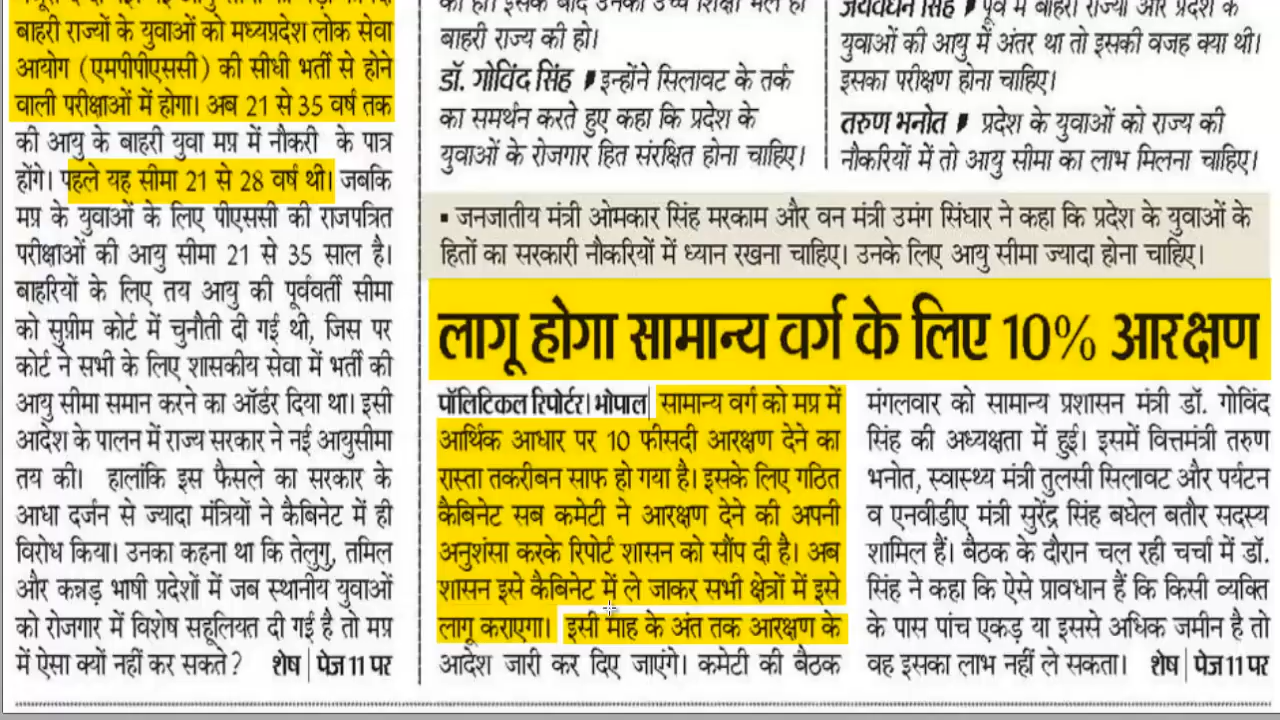 बाहरी राज्यों के युवाओं को मध्यप्रदेश लोक सेवा
आयोग (एमपीपीएससी) की सीधी भर्ती से होने
वाली परीक्षाओं में होगा। अब 21 से 35 वर्ष तक
की आयु के बाहरी युवा मप्र में नौकरी के पात्र
होंगे। पहले यह सीमा 21 से 28 वर्ष थी। जबकि
मप्र के युवाओं के लिए पीएससी की राजपत्रित
परीक्षाओं की आयु सीमा 21 से 35 साल है।
बाहरियों के लिए तय आयु की पूर्ववर्ती सीमा
को सुप्रीम कोर्ट में चुनौती दी गई थी, जिस पर
कोर्ट ने सभी के लिए शासकीय सेवा में भर्ती की
आयु सीमा समान करने का ऑर्डर दिया था। इसी
आदेश के पालन में राज्य सरकार ने नई आयुसीमा
तय की। हालांकि इस फैसले का सरकार के
आधा दर्जन से ज्यादा मंत्रियों ने कैबिनेट में ही
विरोध किया। उनका कहना था कि तेलुगु, तमिल
और कन्नड़ भाषी प्रदेशों में जब स्थानीय युवाओं
को रोजगार में विशेष सहूलियत दी गई है तो मप्र
में ऐसा क्यों नहीं कर सकते? शेष | पेज 11 पर
की हो। इसके बाद उनकी उच्च शिक्षा भले ही
बाहरी राज्य की हो।
डॉ. गोविंद सिंह इन्होंने सिलावट के तर्क
का समर्थन करते हुए कहा कि प्रदेश के
युवाओं के रोजगार हित संरक्षित होना चाहिए।
जयवर्धन सिंह पूर्व में बाहरी राज्यों और प्रदेश के
युवाओं की आयु में अंतर था तो इसकी वजह क्या थी।
इसका परीक्षण होना चाहिए।
तरुण भनोत प्रदेश के युवाओं को राज्य की
नौकरियों में तो आयु सीमा का लाभ मिलना चाहिए।
▪ जनजातीय मंत्री ओमकार सिंह मरकाम और वन मंत्री उमंग सिंघार ने कहा कि प्रदेश के युवाओं के
हितों का सरकारी नौकरियों में ध्यान रखना चाहिए। उनके लिए आयु सीमा ज्यादा होना चाहिए।
लागू होगा सामान्य वर्ग के लिए 10% आरक्षण
पॉलिटिकल रिपोर्टर। भोपाल| सामान्य वर्ग को मप्र में
आर्थिक आधार पर 10 फीसदी आरक्षण देने का
रास्ता तकरीबन साफ हो गया है। इसके लिए गठित
कैबिनेट सब कमेटी ने आरक्षण देने की अपनी
अनुशंसा करके रिपोर्ट शासन को सौंप दी है। अब
शासन इसे कैबिनेट में ले जाकर सभी क्षेत्रों में इसे
लागू कराएगा। इसी माह के अंत तक आरक्षण के
आदेश जारी कर दिए जाएंगे। कमेटी की बैठक
मंगलवार को सामान्य प्रशासन मंत्री डॉ. गोविंद
सिंह की अध्यक्षता में हुई। इसमें वित्तमंत्री तरुण
भनोत, स्वास्थ्य मंत्री तुलसी सिलावट और पर्यटन
व एनवीडीए मंत्री सुरेंद्र सिंह बघेल बतौर सदस्य
शामिल हैं। बैठक के दौरान चल रही चर्चा में डॉ.
सिंह ने कहा कि ऐसे प्रावधान हैं कि किसी व्यक्ति
के पास पांच एकड़ या इससे अधिक जमीन है तो
वह इसका लाभ नहीं ले सकता। शेष | पेज 11 पर